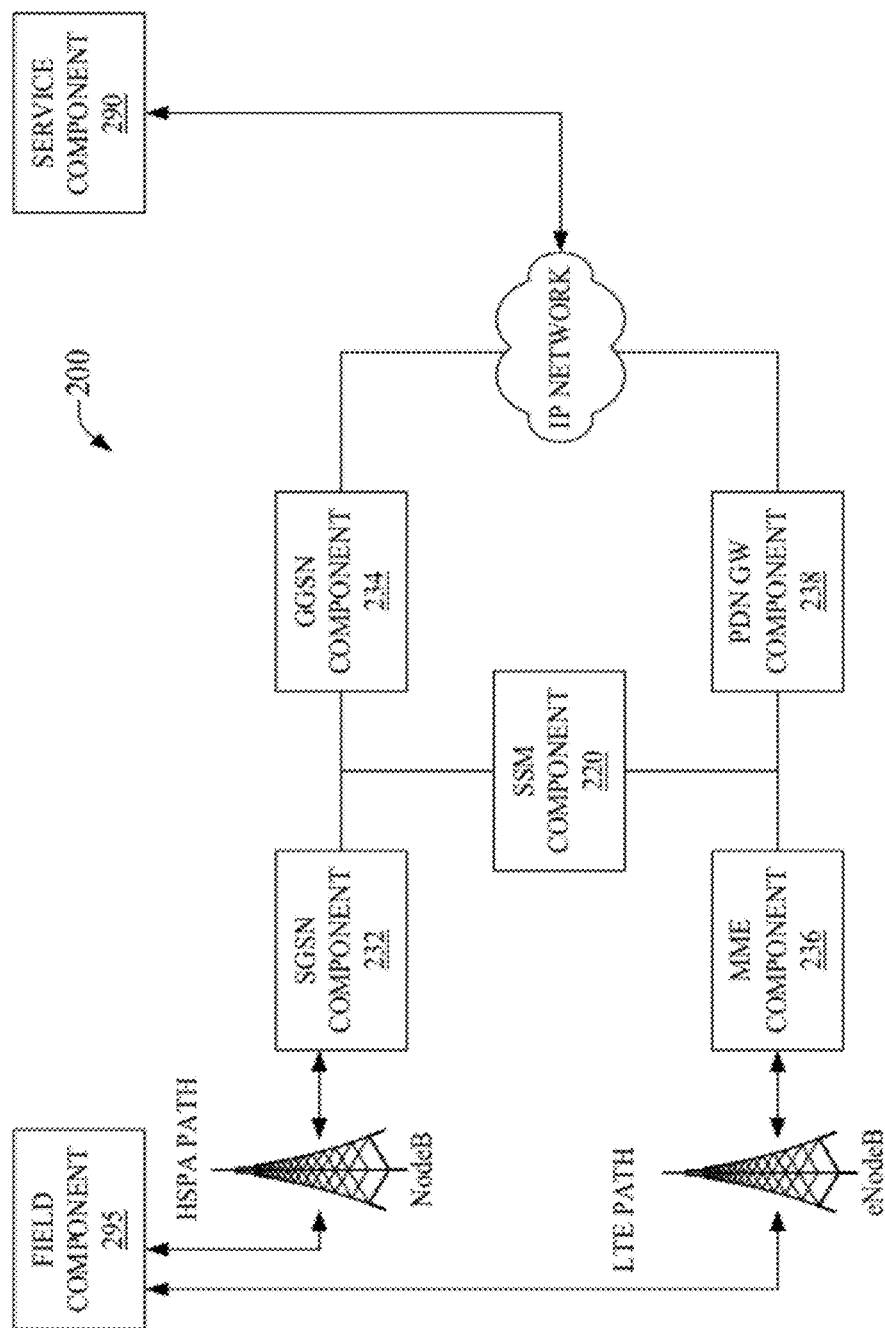 FIELD
COMPONENT
295
SERVICE
COMPONENT
290
200
HSPA PATH
NodeB
SGSN
COMPONENT
232
GGSN
COMPONENT
234
SSM
COMPONENT
220
IP NETWORK
LTE PATH
eNodeB
MME
COMPONENT
236
PDN GW
COMPONENT
238